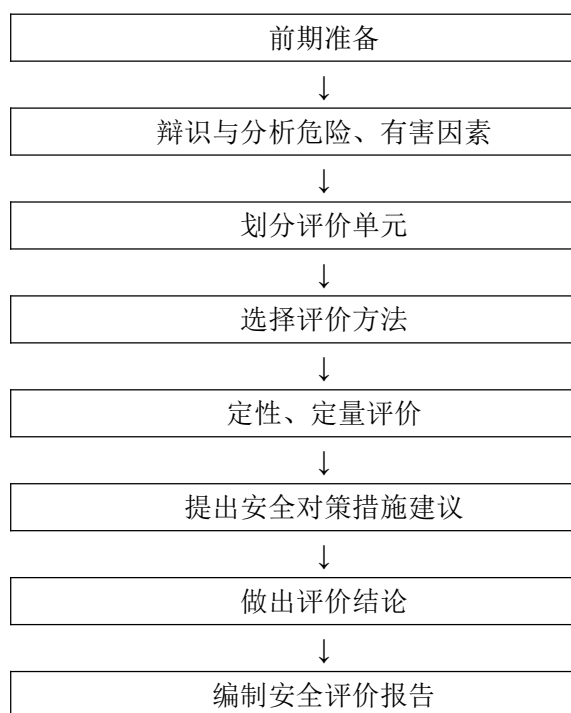 前期准备
↓
辩识与分析危险、有害因素
↓
划分评价单元
↓
选择评价方法
↓
定性、定量评价
↓
提出安全对策措施建议
↓
做出评价结论
↓
编制安全评价报告